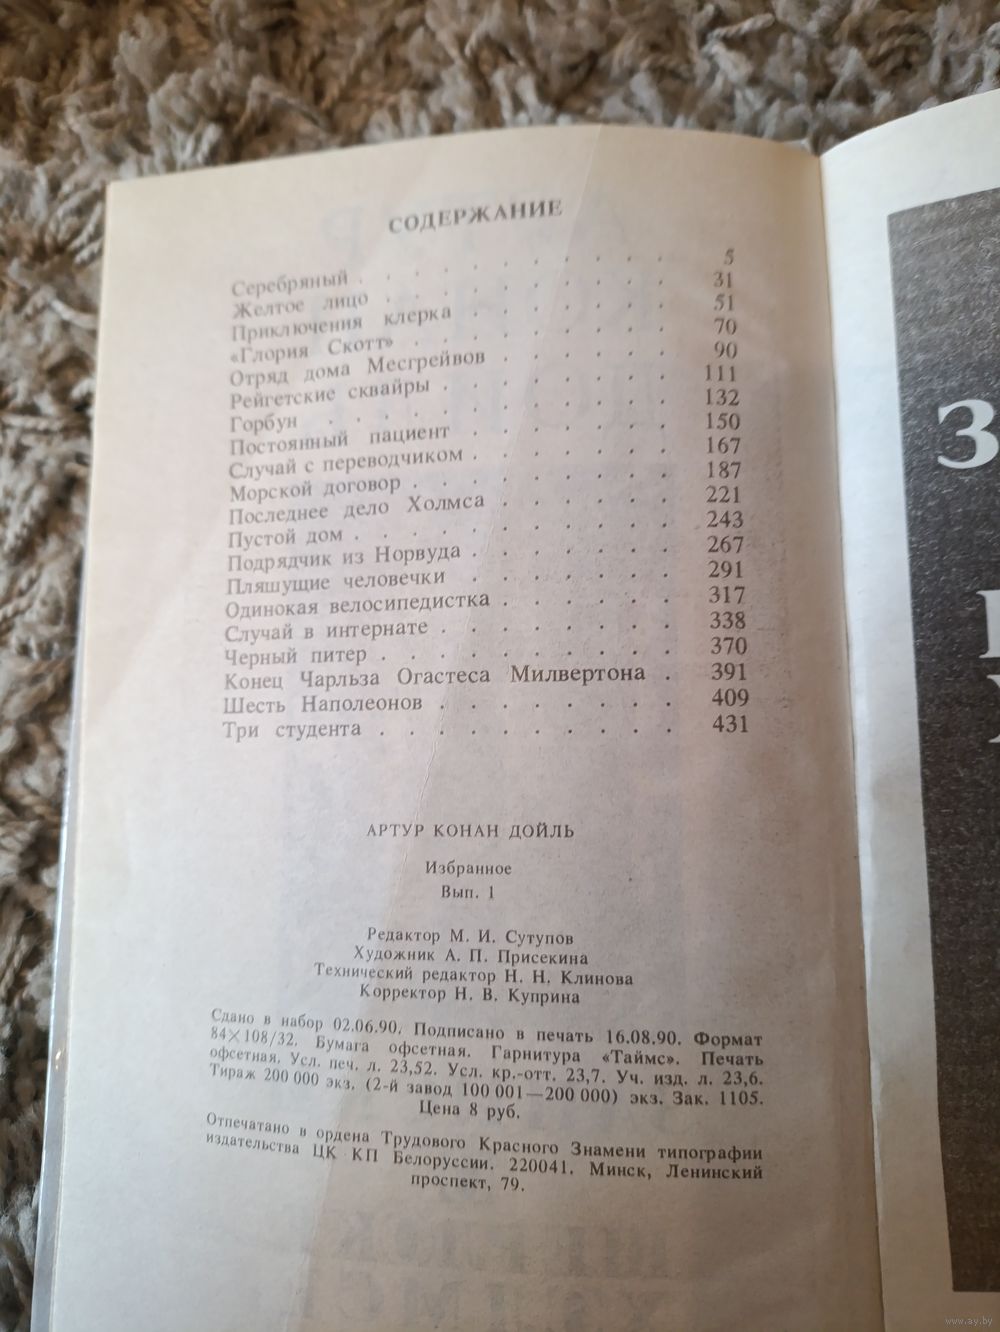 СОДЕРЖАНИЕ
Серебряный . . . . . . . . . . . 5
Желтое лицо . . . . . . . . . . 31
Приключения клерка . . . . . . . 51
«Глория Скотт» . . . . . . . . . 70
Отряд дома Месгрейвов . . . . . . 90
Рейгетские сквайры . . . . . . . . 111
Горбун . . . . . . . . . . . . 132
Постоянный пациент . . . . . . . 150
Случай с переводчиком . . . . . . . 167
Морской договор . . . . . . . . . 187
Последнее дело Холмса . . . . . . 221
Пустой дом . . . . . . . . . . . 243
Подрядчик из Норвуда . . . . . . . 267
Пляшущие человечки . . . . . . . 291
Одинокая велосипедистка . . . . . . 317
Случай в интернате . . . . . . . . 338
Черный питер . . . . . . . . . . 370
Конец Чарльза Огастеса Милвертона . 391
Шесть Наполеонов . . . . . . . . 409
Три студента . . . . . . . . . . 431
АРТУР КОНАН ДОЙЛЬ
Избранное
Вып. 1
Редактор М. И. Сутупов
Художник А. П. Присекина
Технический редактор Н. Н. Клинова
Корректор Н. В. Куприна
Сдано в набор 02.06.90. Подписано в печать 16.08.90. Формат
84×108/32. Бумага офсетная. Гарнитура «Таймс». Печать
офсетная. Усл. печ. л. 23,52. Усл. кр.-отт. 23,7. Уч. изд. л. 23,6.
Тираж 200 000 экз. (2-й завод 100 001—200 000) экз. Зак. 1105.
Цена 8 руб.
Отпечатано в ордена Трудового Красного Знамени типографии
издательства ЦК КП Белоруссии. 220041. Минск, Ленинский
проспект, 79.
З
www.ay.by